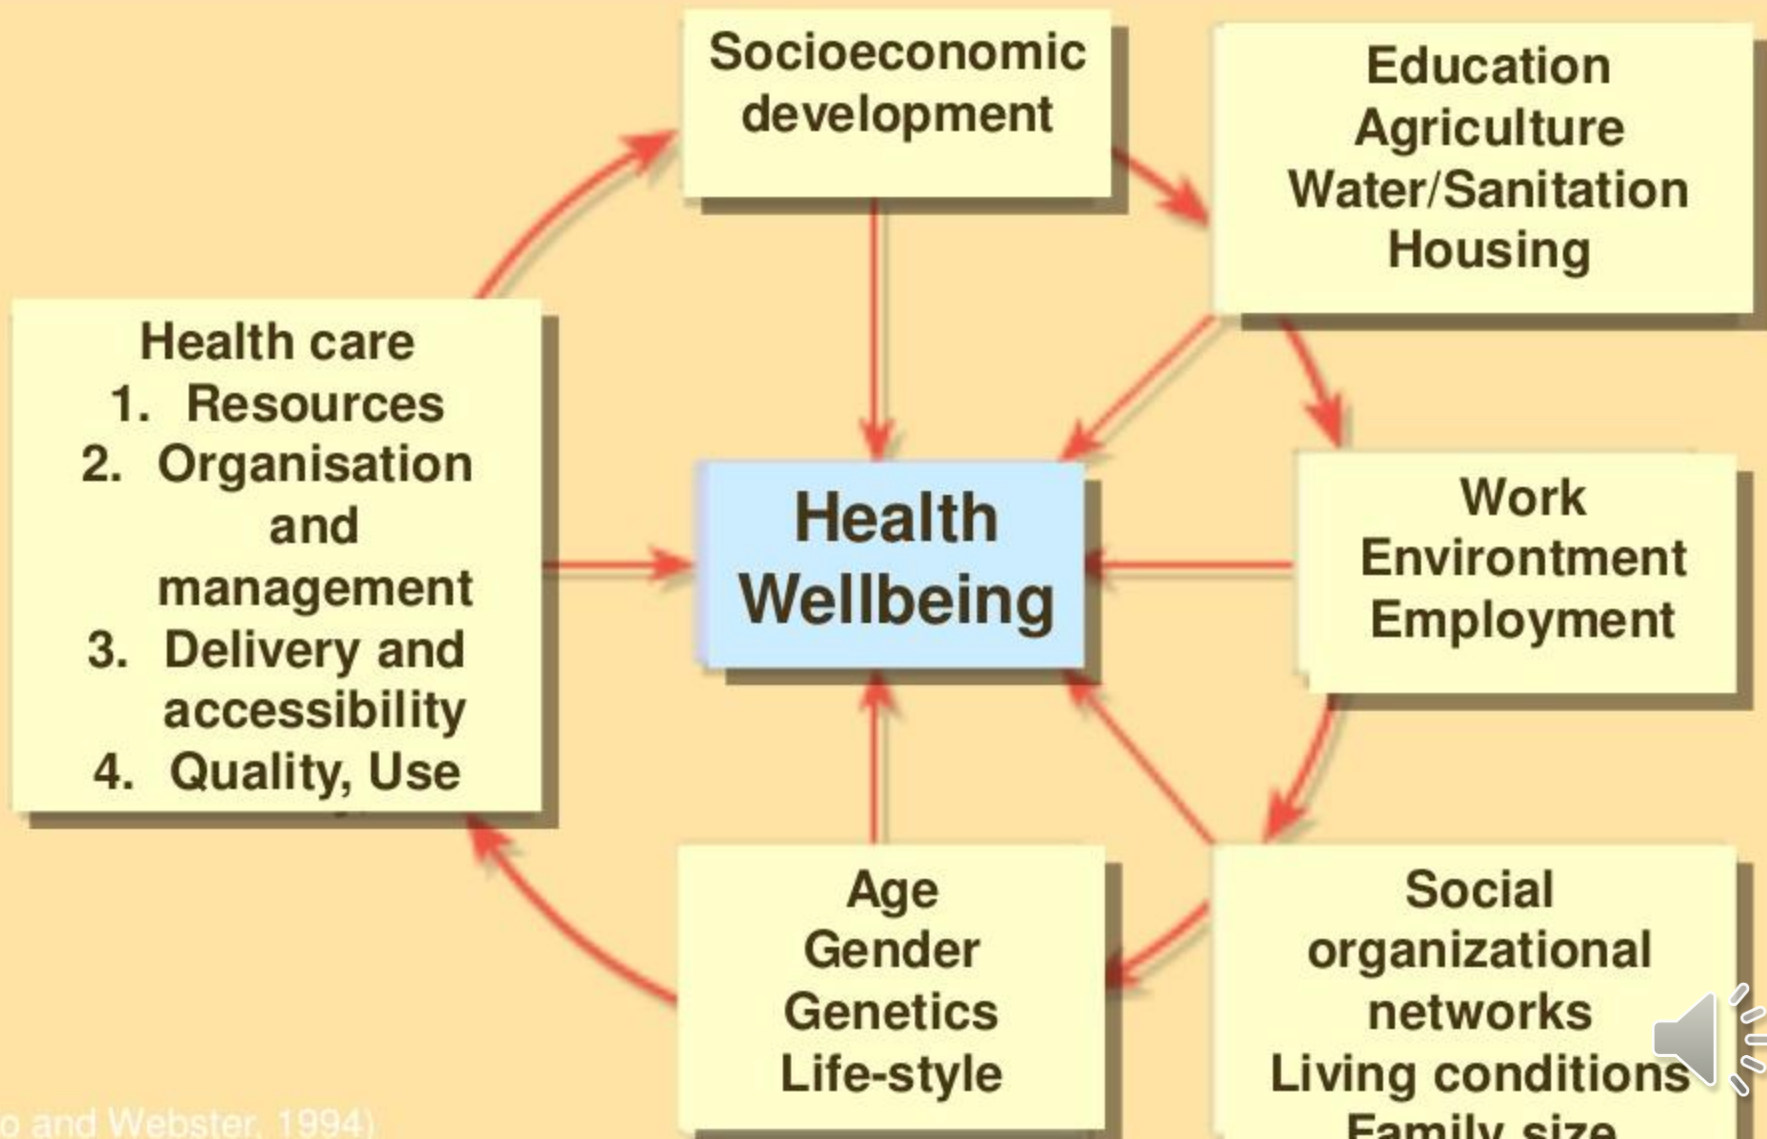 Socioeconomic
development
Education
Agriculture
Water/Sanitation
Housing
Health care
1. Resources
2. Organisation
and
management
3. Delivery and
accessibility
4. Quality, Use
Health
Wellbeing
Work
Environtment
Employment
Age
Gender
Genetics
Life-style
Social
organizational
networks
Living conditions
Family size
and Webster, 1994)